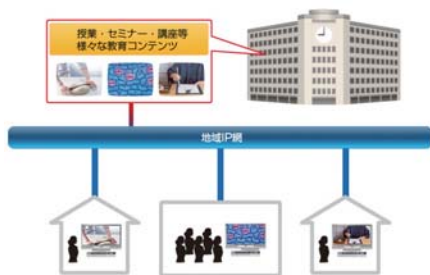 授業・セミナー・講座等
様々な教育コンテンツ
地域IP網